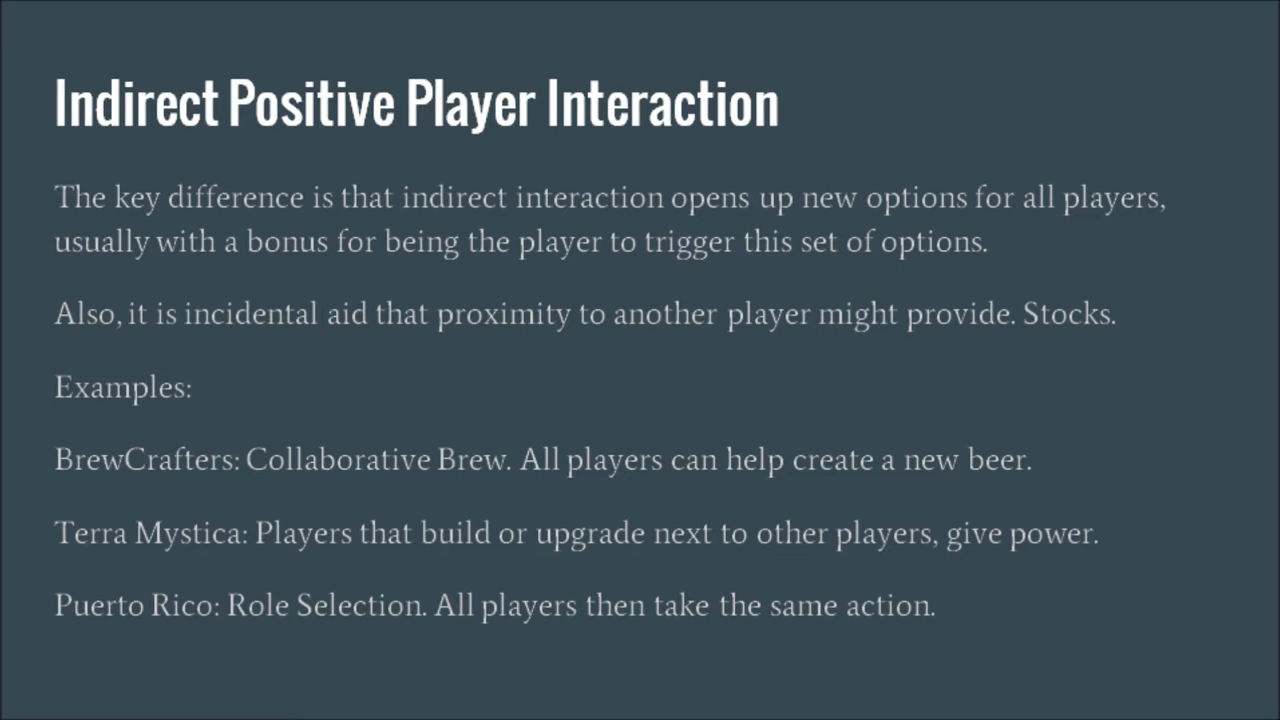 Indirect Positive Player Interaction
The key difference is that indirect interaction opens up new options for all players,
usually with a bonus for being the player to trigger this set of options.
Also, it is incidental aid that proximity to another player might provide. Stocks.
Examples:
BrewCrafters: Collaborative Brew. All players can help create a new beer.
Terra Mystica: Players that build or upgrade next to other players, give power.
Puerto Rico: Role Selection. All players then take the same action.